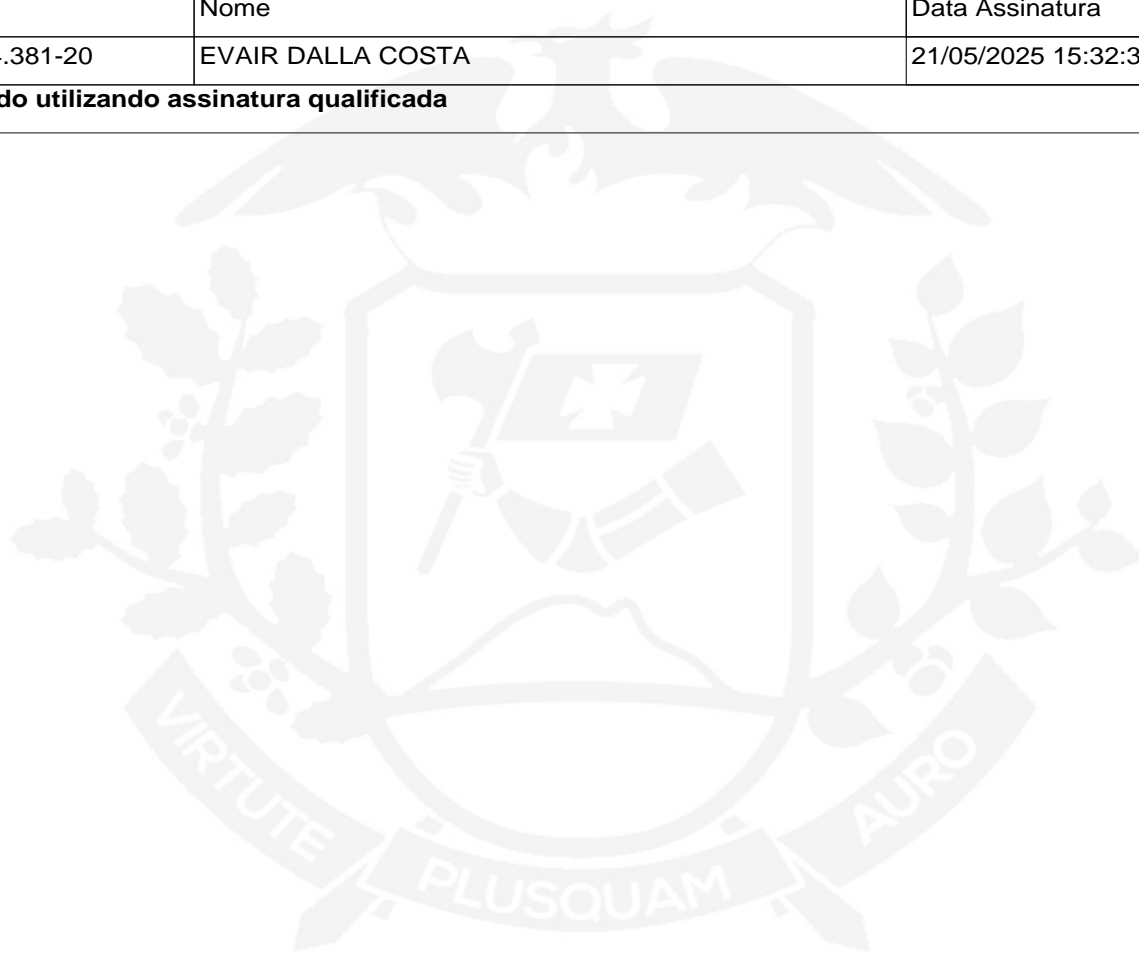 Nome Data Assinatura
.381-20 EVAIR DALLA COSTA 21/05/2025 15:32:3
do utilizando assinatura qualificada
VIRTUTE PLUSQUAM AURO